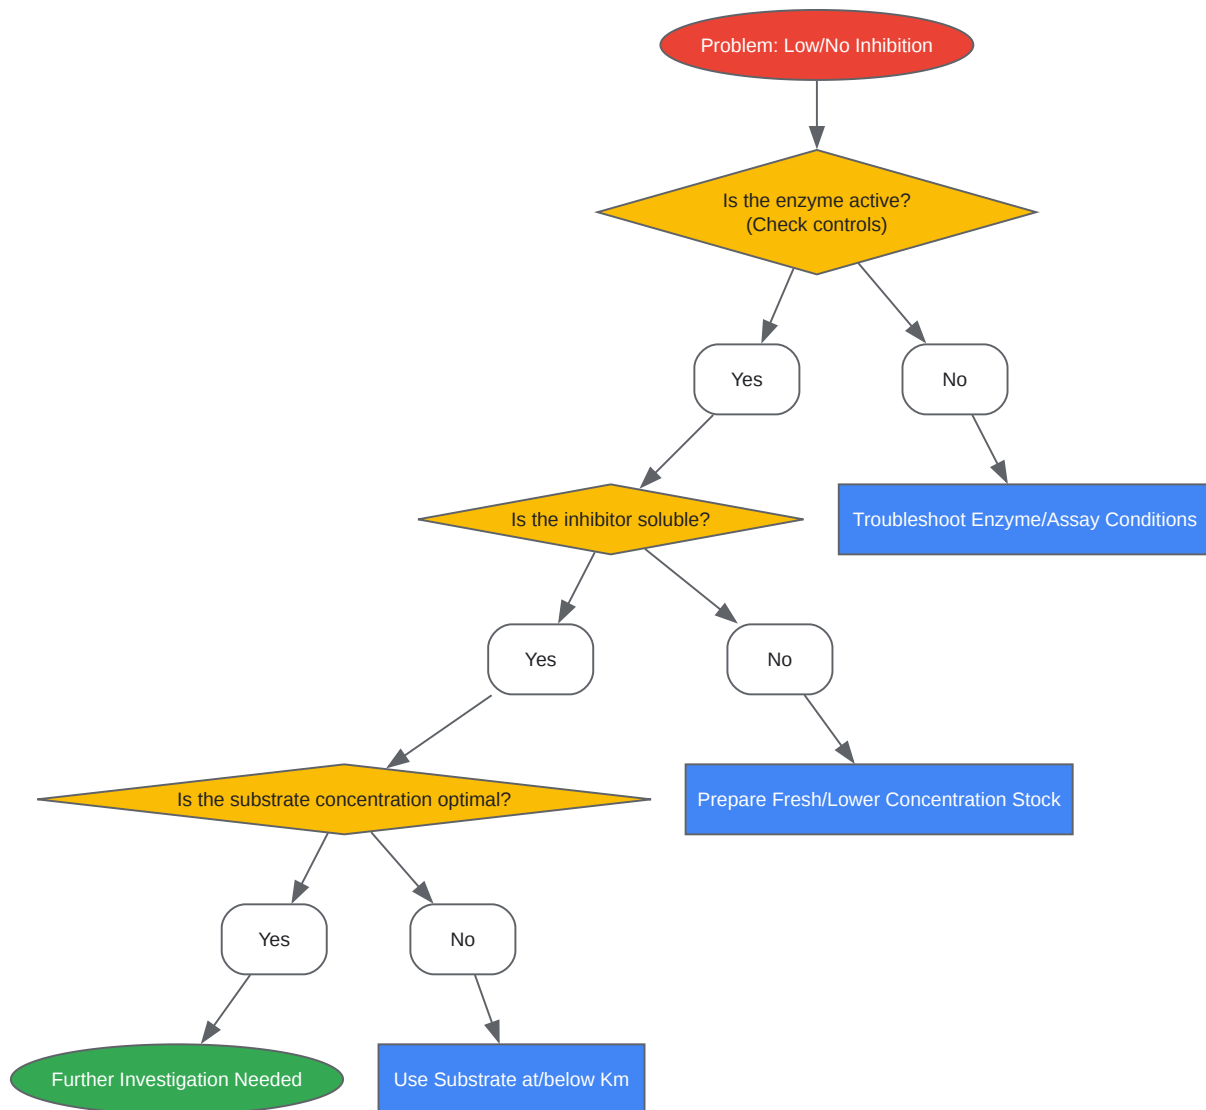 Problem: Low/No Inhibition
Is the enzyme active?
(Check controls)
Yes
No
Is the inhibitor soluble?
Troubleshoot Enzyme/Assay Conditions
Yes
No
Is the substrate concentration optimal?
Prepare Fresh/Lower Concentration Stock
Yes
No
Further Investigation Needed
Use Substrate at/below Km